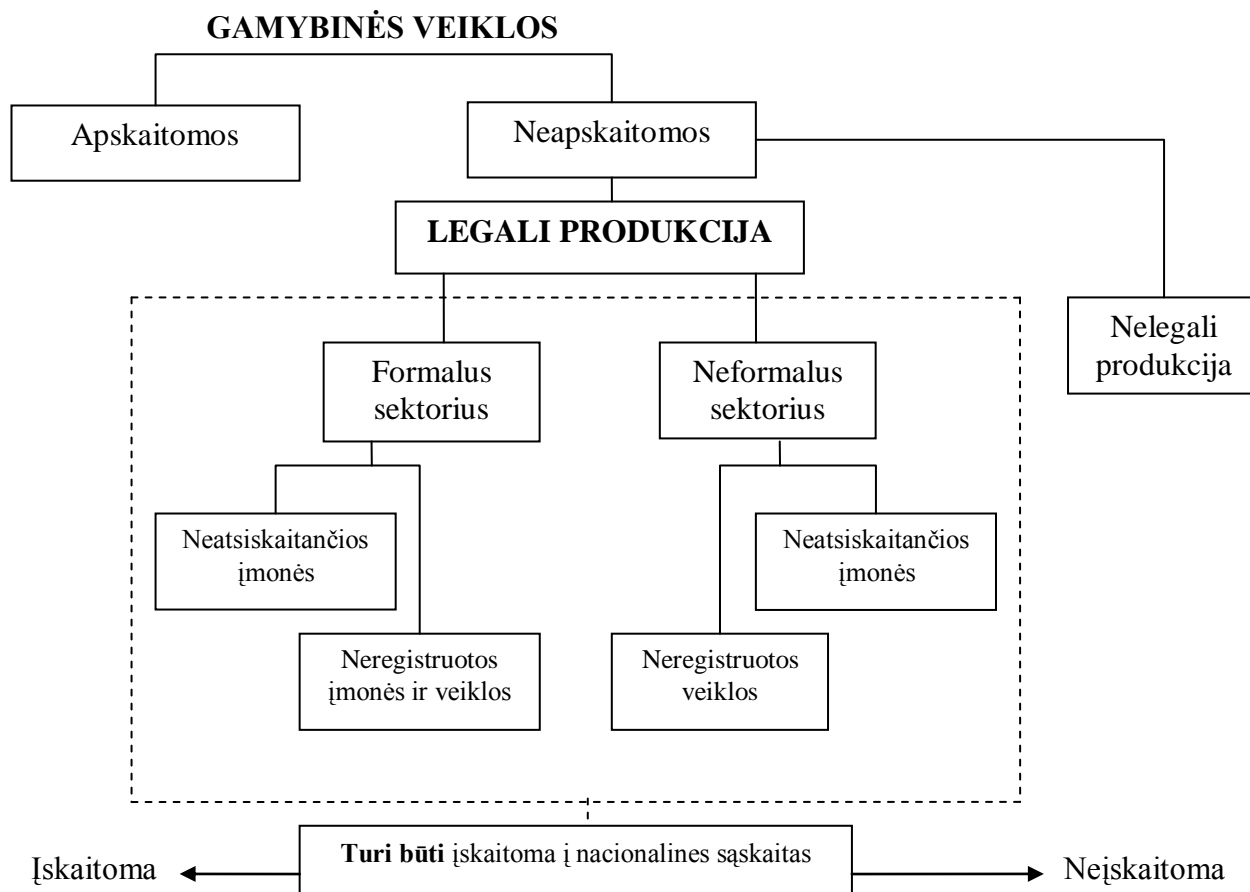 GAMYBINĖS VEIKLOS
Apskaitomos
Neapskaitomos
LEGALI PRODUKCIJA
Nelegali
produkcija
Formalus
sektorius
Neformalus
sektorius
Neatsiskaitančios
įmonės
Neatsiskaitančios
įmonės
Neregistruotos
įmonės ir veiklos
Neregistruotos
veiklos
Įskaitoma
Turi būti įskaitoma į nacionalines sąskaitas
Neįskaitoma